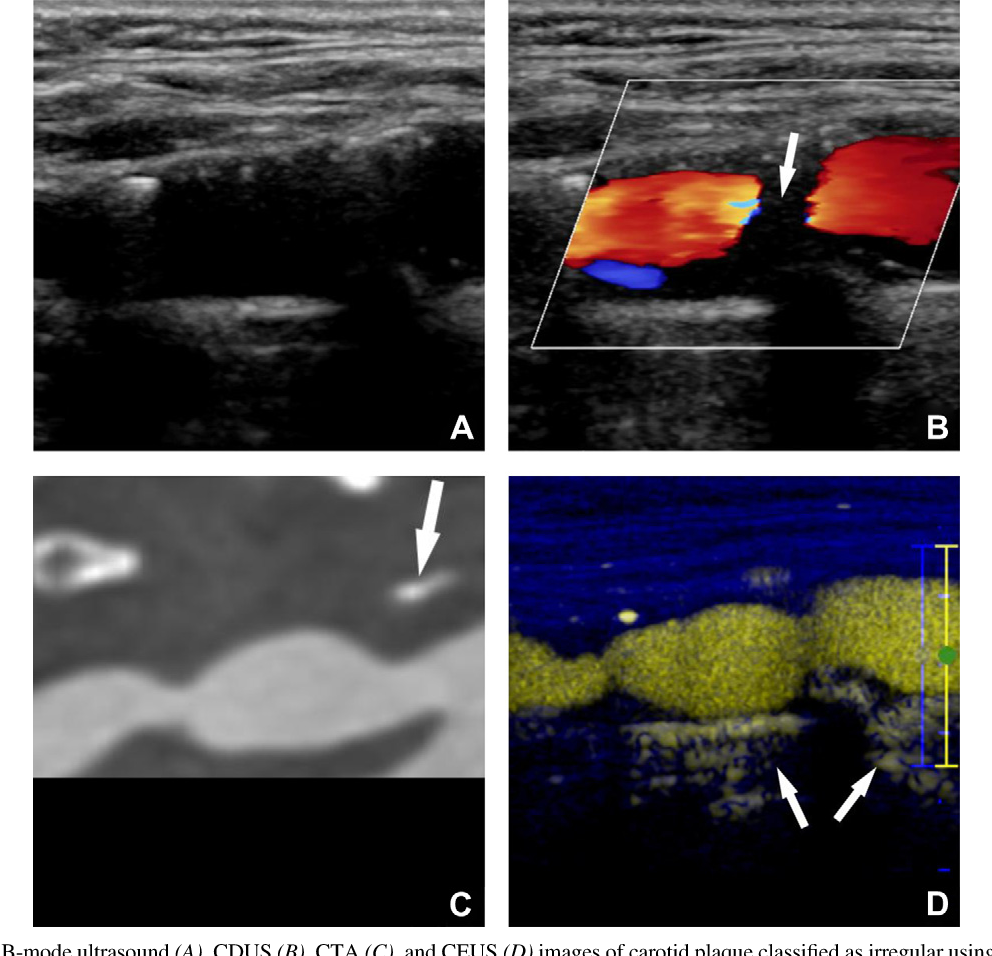 A
B
C
D
B-mode ultrasound (A), CDUS (B), CTA (C), and CEUS (D) images of carotid plaque classified as irregular using